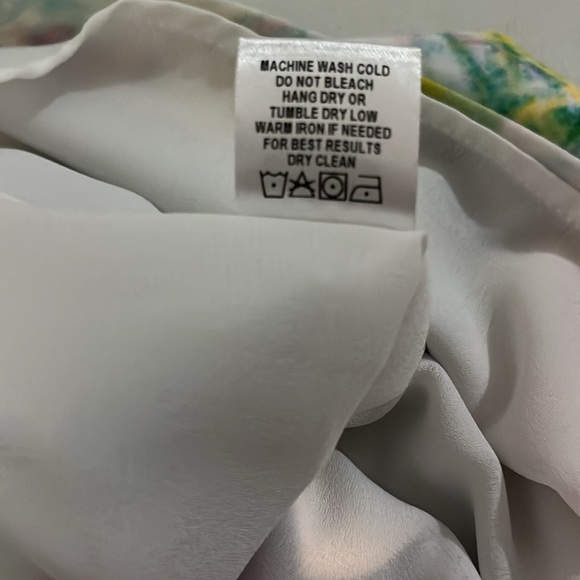 MACHINE WASH COLD
DO NOT BLEACH
HANG DRY OR
TUMBLE DRY LOW
WARM IRON IF NEEDED
FOR BEST RESULTS
DRY CLEAN